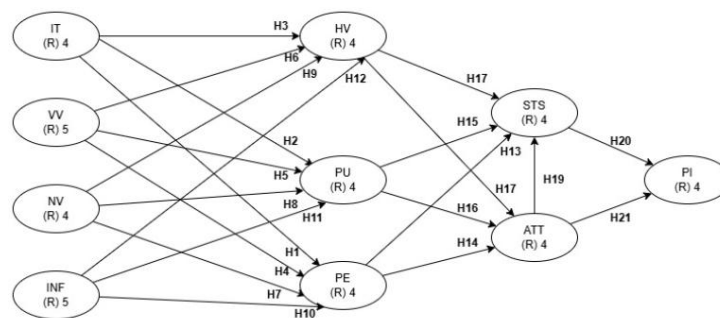 IT
(R) 4
H3
HV
(R) 4
H6
H9
H12
H17
VV
(R) 5
STS
(R) 4
H15
H13
H20
H2
H5
PU
(R) 4
H19
PI
(R) 4
NV
(R) 4
H8
H11
H17
H16
H21
ATT
(R) 4
H1
H4
H14
INF
(R) 5
H7
PE
(R) 4
H10